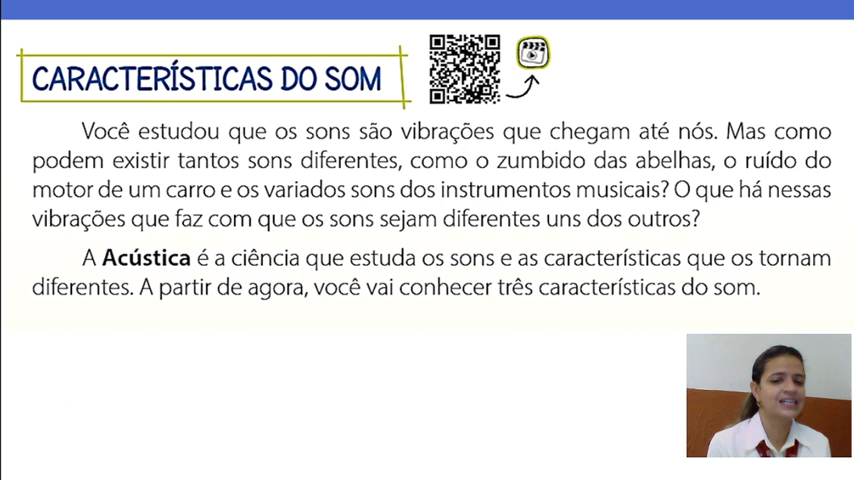 CARACTERÍSTICAS DO SOM
Você estudou que os sons são vibrações que chegam até nós. Mas como
podem existir tantos sons diferentes, como o zumbido das abelhas, o ruído do
motor de um carro e os variados sons dos instrumentos musicais? O que há nessas
vibrações que faz com que os sons sejam diferentes uns dos outros?
A Acústica é a ciência que estuda os sons e as características que os tornam
diferentes. A partir de agora, você vai conhecer três características do som.